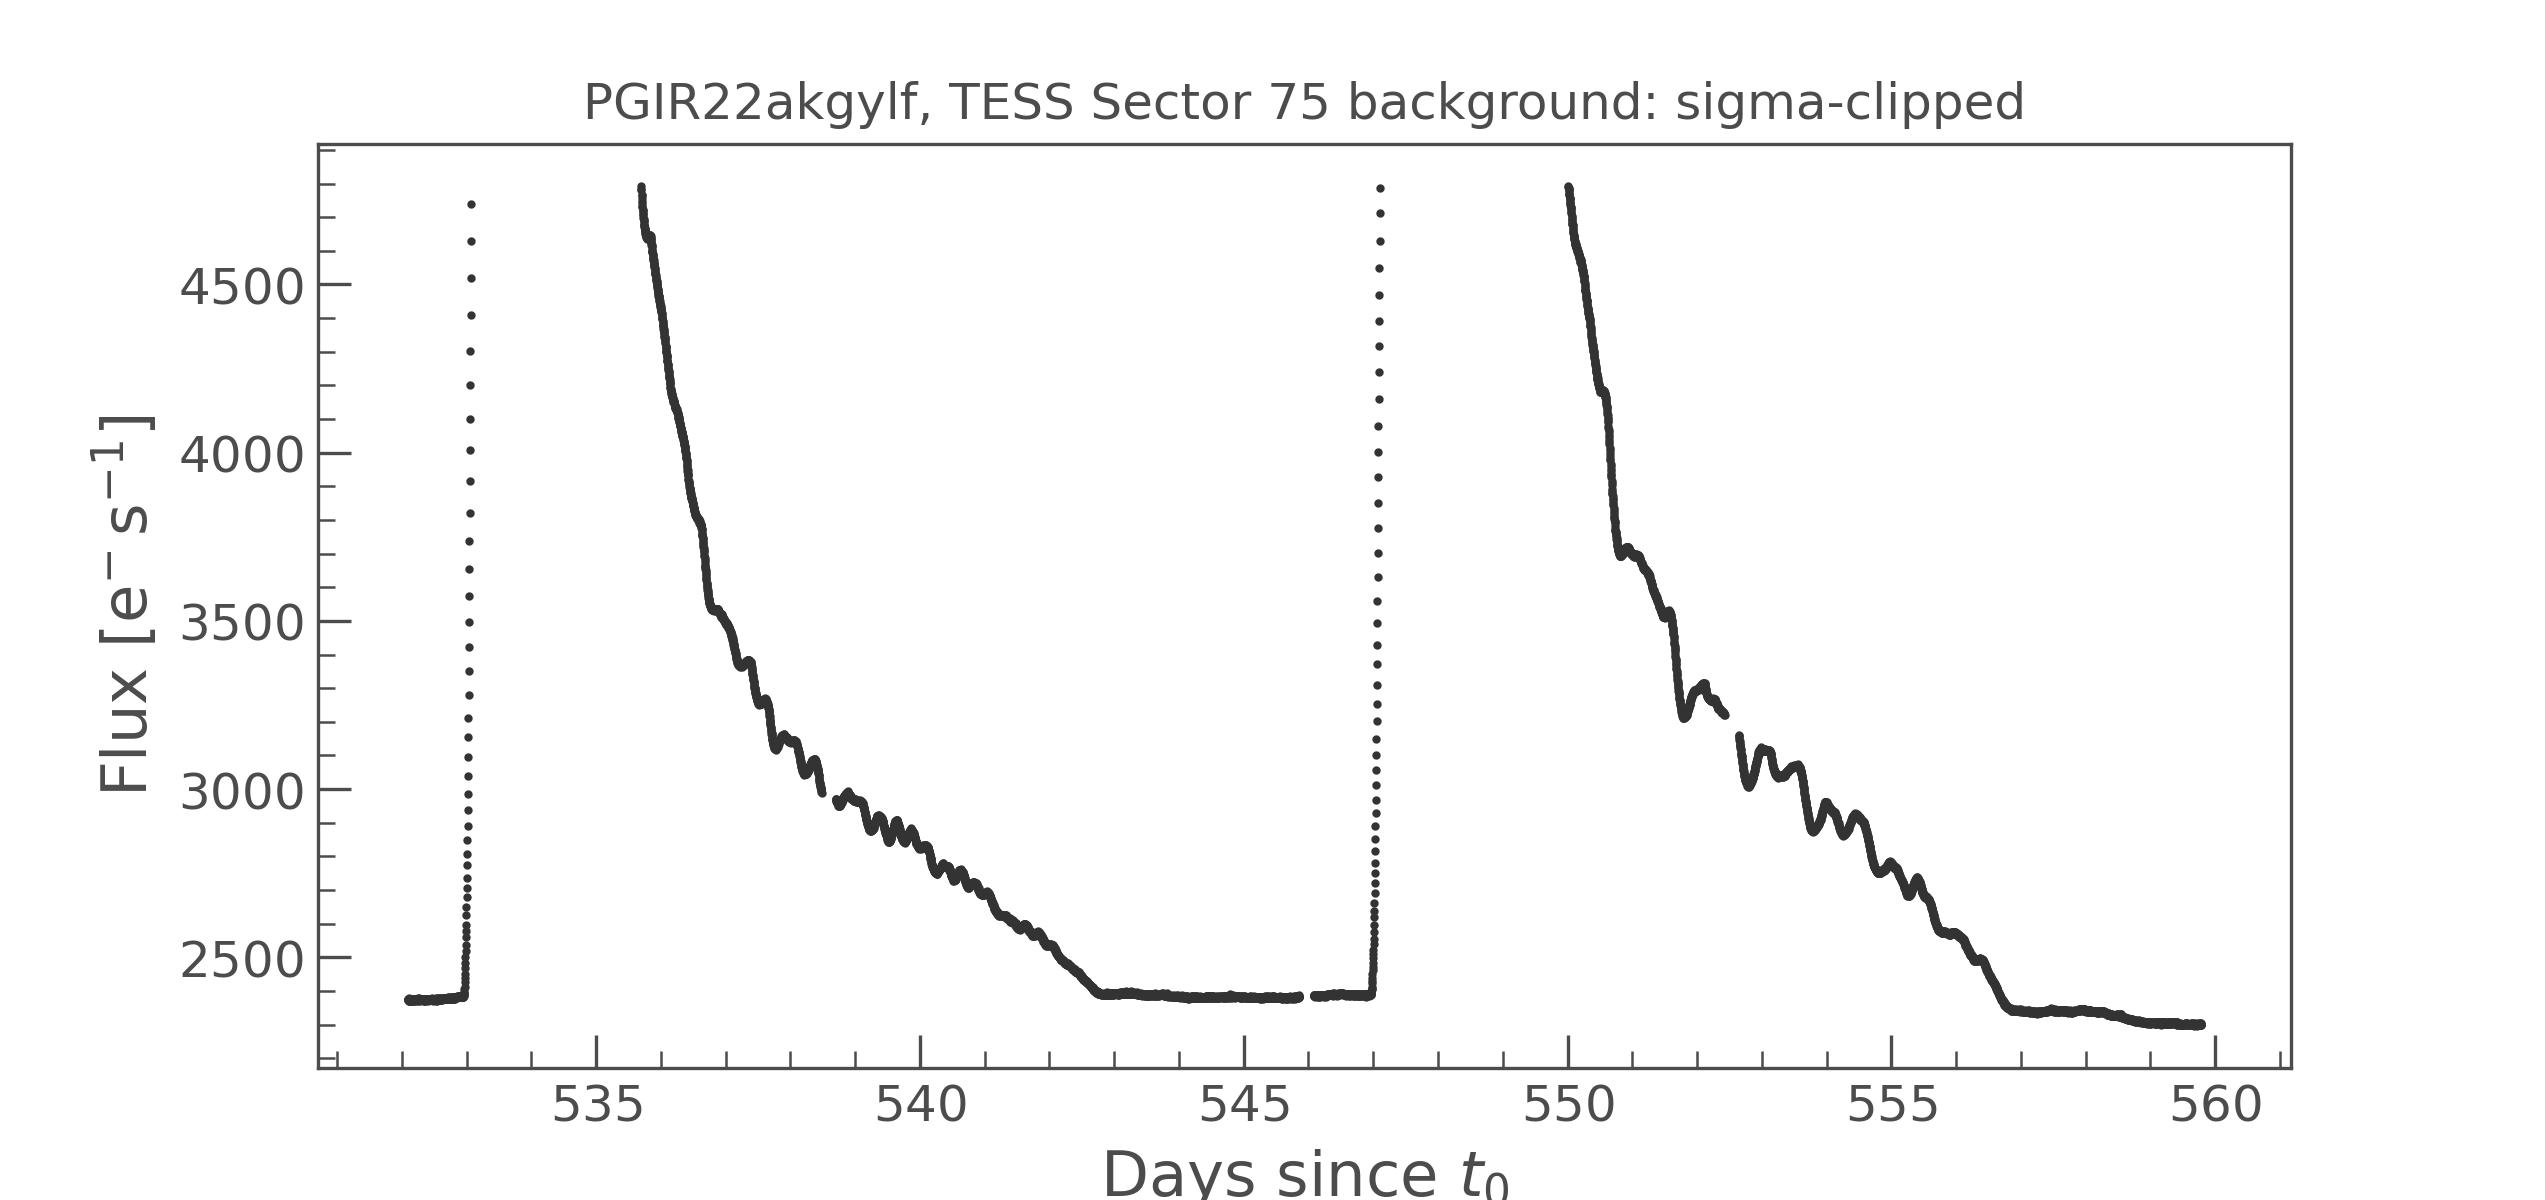 PGIR22akgylf, TESS Sector 75 background: sigma-clipped
Flux [e⁻ s⁻¹]
4500
4000
3500
3000
2500
535 540 545 550 555 560
Days since t₀